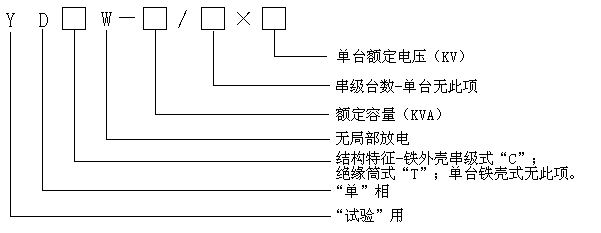 Y D□W－□/□×□
单台额定电压（KV）
串级台数-单台无此项
额定容量（KVA）
无局部放电
结构特征-铁外壳串级式“C”；
绝缘筒式“T”；单台铁壳式无此项。
“单”相
“试验”用